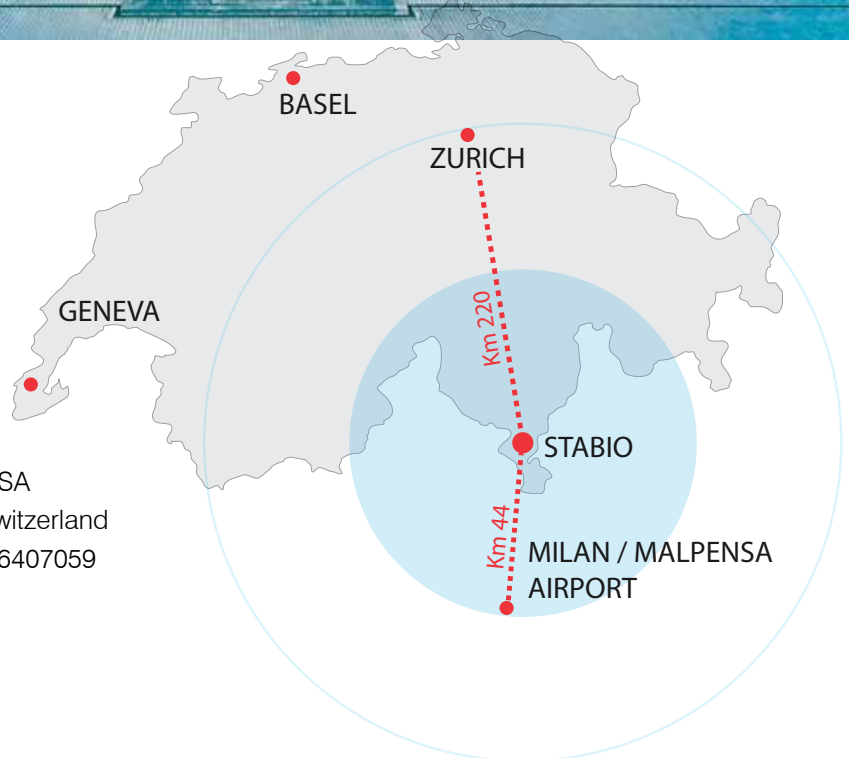 BASEL
ZURICH
GENEVA
Km 220
STABIO
SA
witzerland
6407059
Km 44
MILAN / MALPENSA
AIRPORT